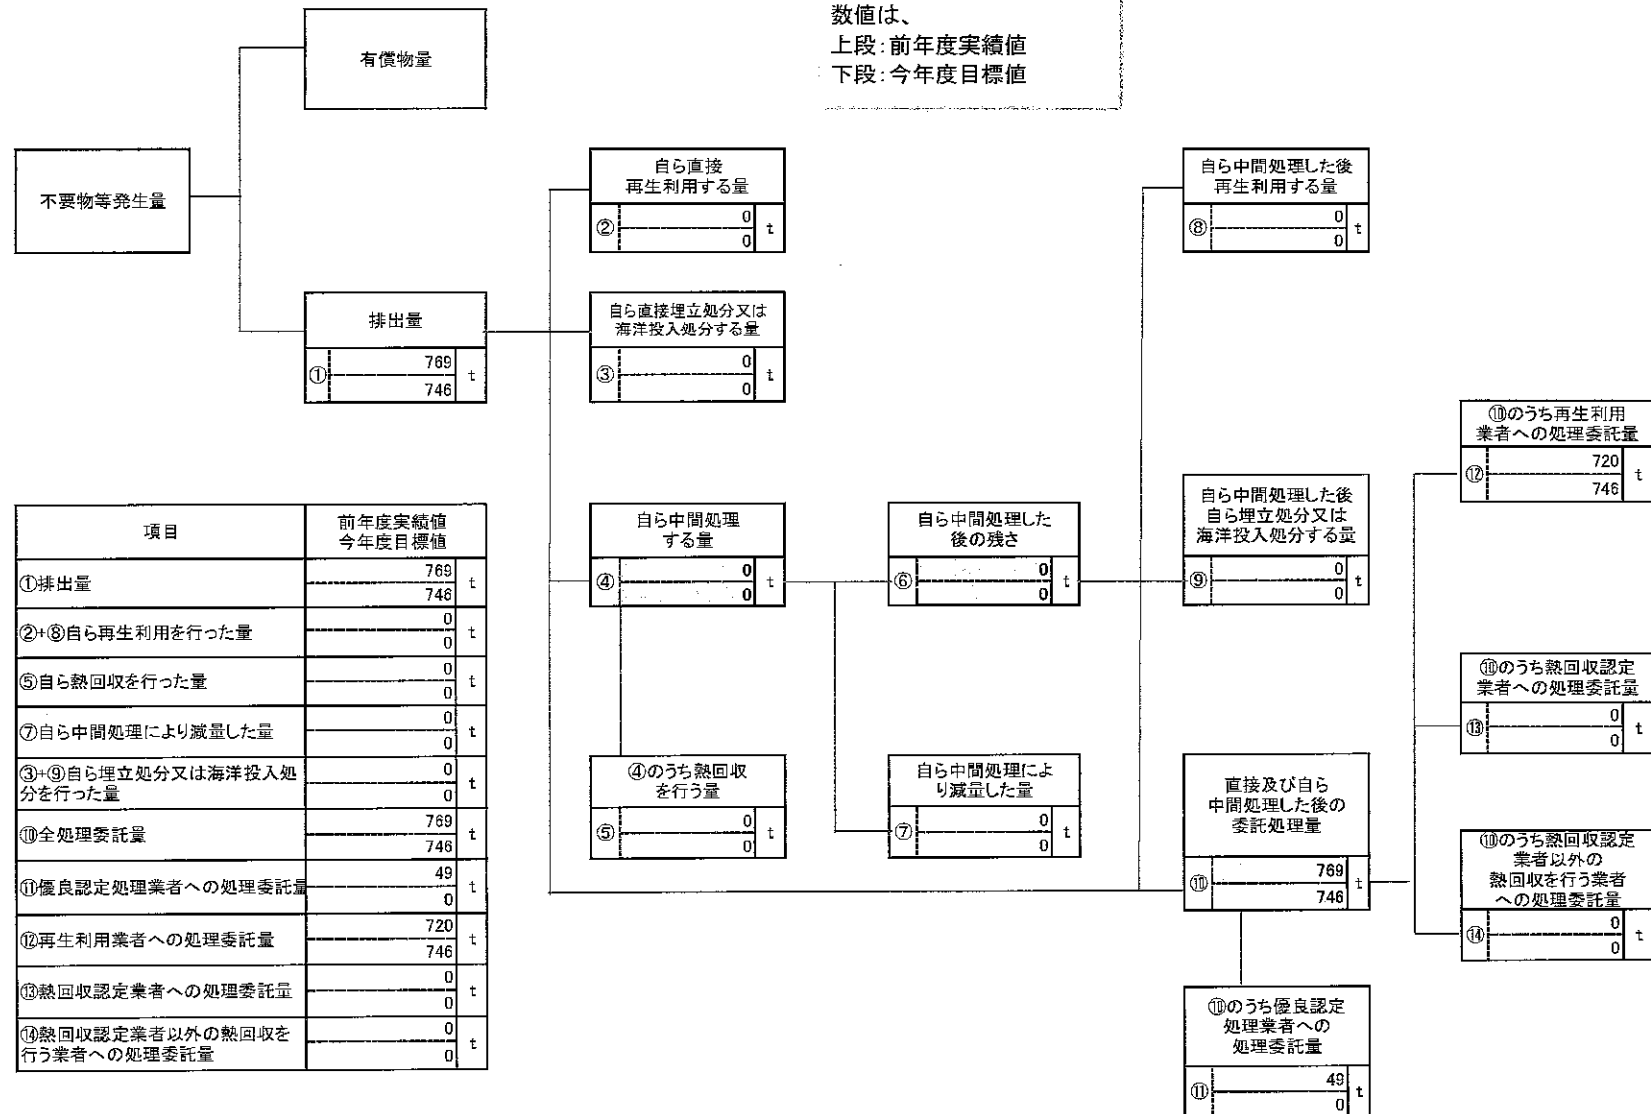 数値は、
上段:前年度実績値
下段:今年度目標値
有償物量
不要物等発生量
自ら直接
再生利用する量
② 0 t
0
自ら中間処理した後
再生利用する量
⑧ 0 t
0
排出量
① 769 t
746
自ら直接埋立処分又は
海洋投入処分する量
③ 0 t
0
⑩のうち再生利用
業者への処理委託量
⑫ 720 t
746
自ら中間処理
する量
④ 0 t
0
自ら中間処理した
後の残さ
⑥ 0 t
0
自ら中間処理した後
自ら埋立処分又は
海洋投入処分する量
⑨ 0 t
0
⑩のうち熱回収認定
業者への処理委託量
⑬ 0 t
0
④のうち熱回収
を行う量
⑤ 0 t
0
自ら中間処理によ
り減量した量
⑦ 0 t
0
直接及び自ら
中間処理した後の
委託処理量
⑩ 769 t
746
⑩のうち熱回収認定
業者以外の
熱回収を行う業者
への処理委託量
⑭ 0 t
0
⑩のうち優良認定
処理業者への
処理委託量
⑪ 49 t
0
項目 前年度実績値
今年度目標値
①排出量 769 t
746
②+⑧自ら再生利用を行った量 0 t
0
⑤自ら熱回収を行った量 0 t
0
⑦自ら中間処理により減量した量 0 t
0
③+⑨自ら埋立処分又は海洋投入処
分を行った量 0 t
0
⑩全処理委託量 769 t
746
⑪優良認定処理業者への処理委託量 49 t
0
⑫再生利用業者への処理委託量 720 t
746
⑬熱回収認定業者への処理委託量 0 t
0
⑭熱回収認定業者以外の熱回収を
行う業者への処理委託量 0 t
0